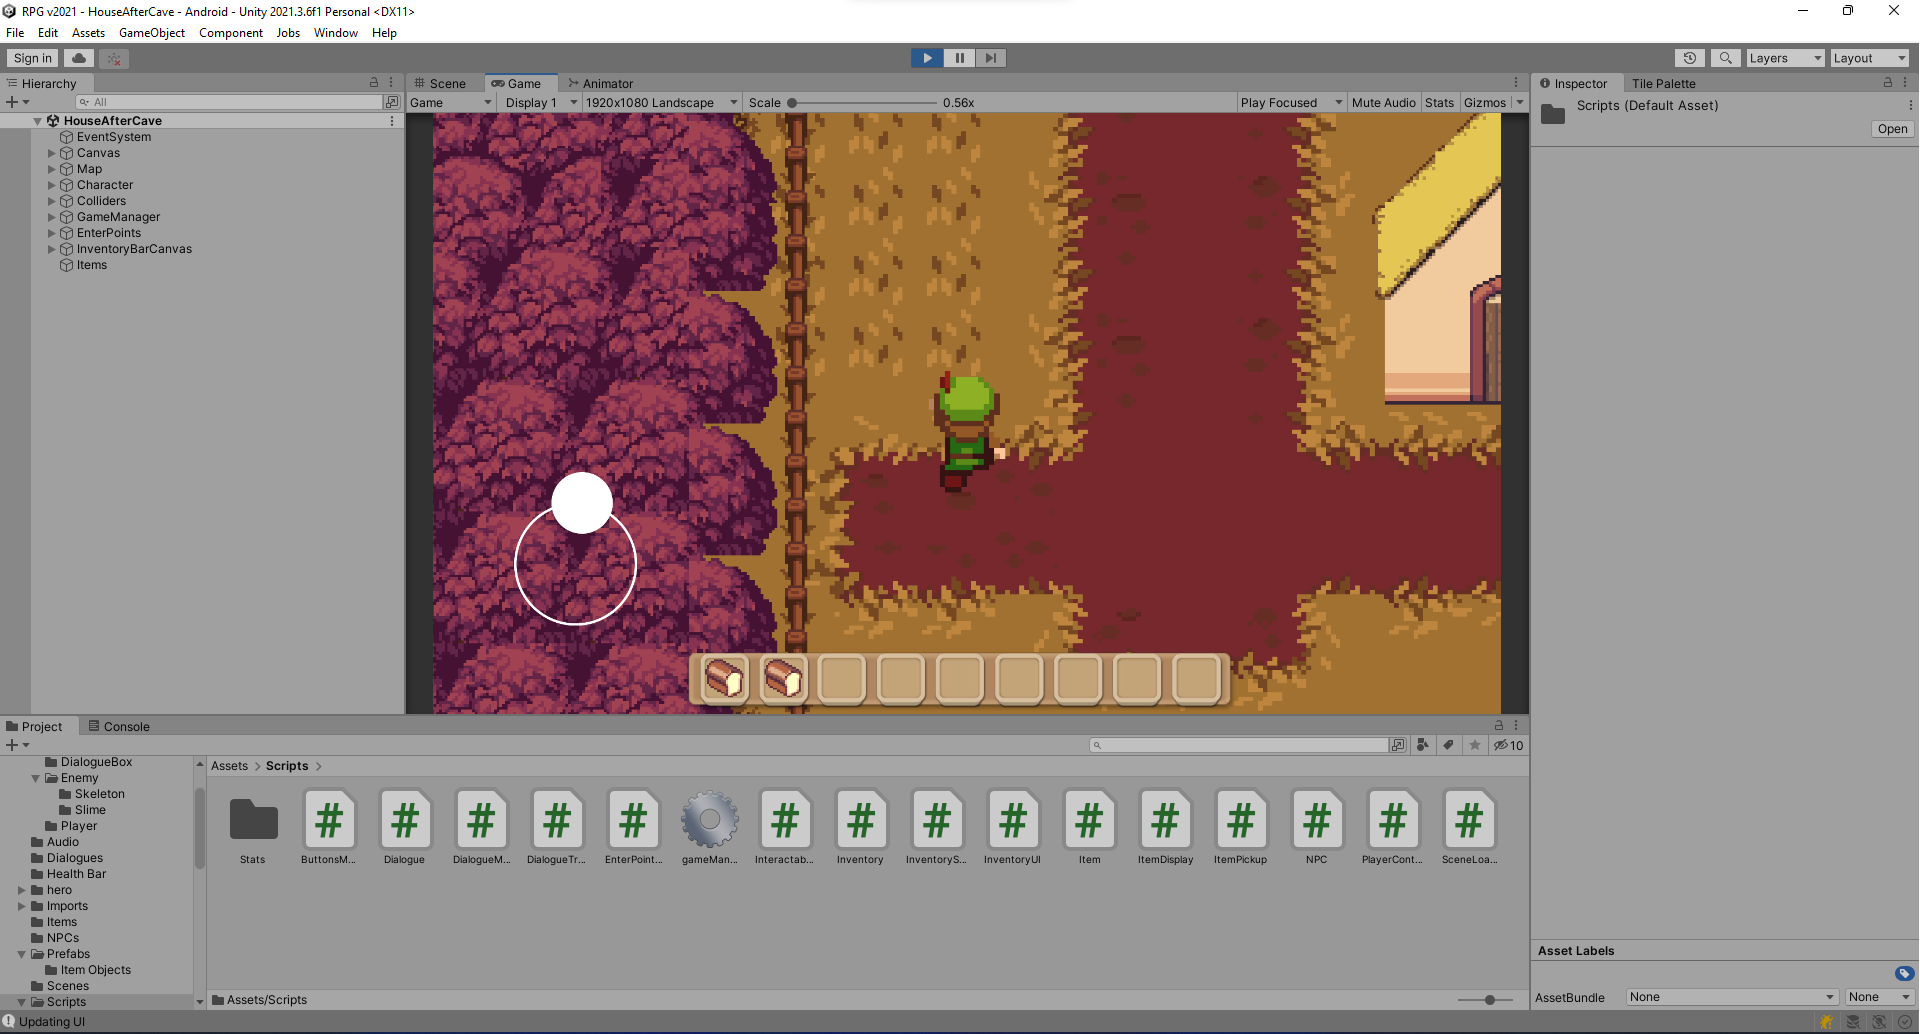 RPG v2021 - HouseAfterCave - Android - Unity 2021.3.6f1 Personal <DX11>
File Edit Assets GameObject Component Jobs Window Help
Sign in
Layers
Layout
Hierarchy
All
HouseAfterCave
EventSystem
Canvas
Map
Character
Colliders
GameManager
EnterPoints
InventoryBarCanvas
Items
Scene
Game
Animator
Game
Display 1
1920x1080 Landscape
Scale
0.56x
Play Focused
Mute Audio
Stats
Gizmos
Inspector
Tile Palette
Scripts (Default Asset)
Open
Project
Console
10
DialogueBox
Enemy
Skeleton
Slime
Player
Audio
Dialogues
Health Bar
hero
Imports
Items
NPCs
Prefabs
Item Objects
Scenes
Scripts
Assets > Scripts >
Stats
ButtonsM...
Dialogue
DialogueM...
DialogueTr...
EnterPoint...
gameMan...
Interactab...
Inventory
InventoryS...
InventoryUI
Item
ItemDisplay
ItemPickup
NPC
PlayerCont...
SceneLoa...
Assets/Scripts
Asset Labels
AssetBundle
None
None
Updating UI